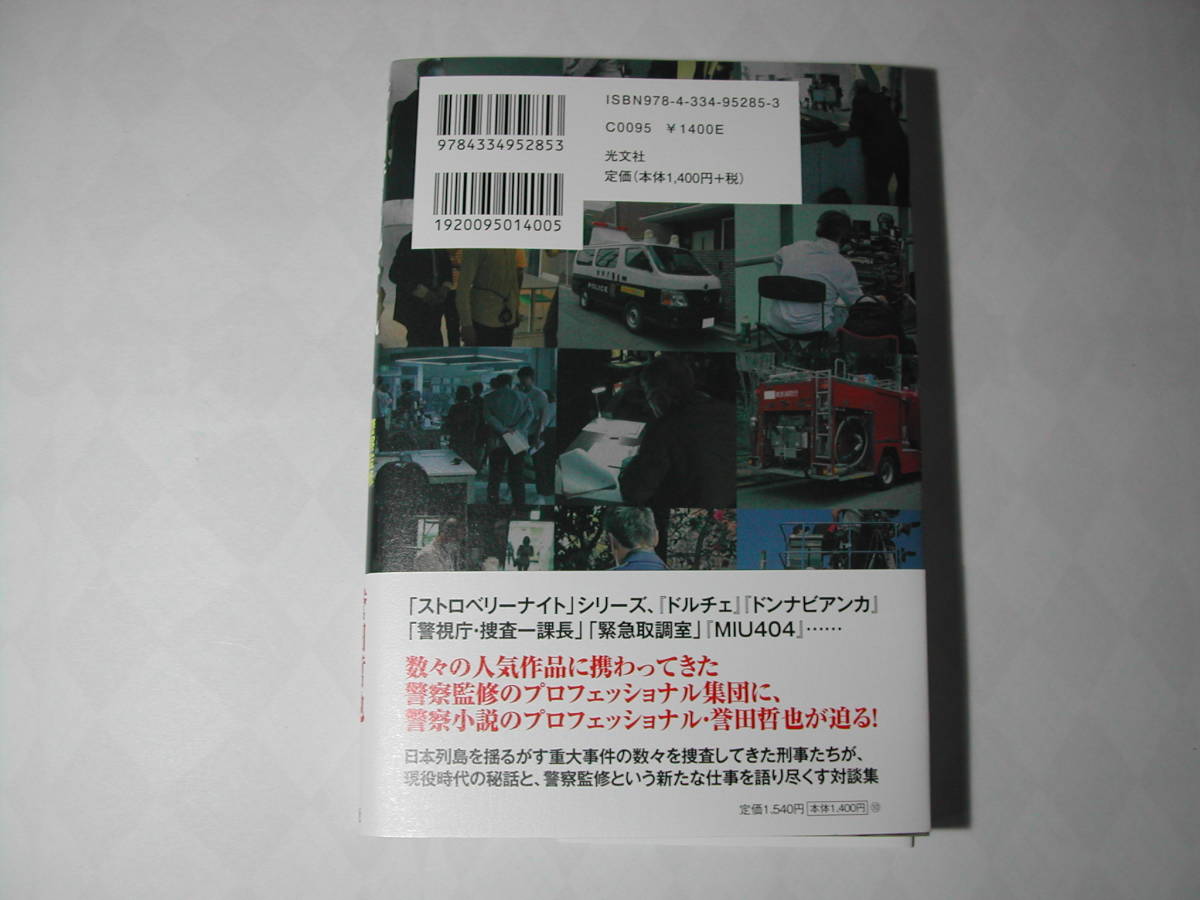 9784334952853
1920095014005
ISBN978-4-334-95285-3
C0095 ￥1400E
光文社
定価(本体1,400円+税)
POLICE
「ストロベリーナイト」シリーズ、『ドルチェ』『ドンナビアンカ』
「警視庁・捜査一課長」「緊急取調室」『MIU404』……
数々の人気作品に携わってきた
警察監修のプロフェッショナル集団に、
警察小説のプロフェッショナル・誉田哲也が迫る!
日本列島を揺るがす重大事件の数々を捜査してきた刑事たちが、
現役時代の秘話と、警察監修という新たな仕事を語り尽くす対談集
定価1,540円 本体1,400円 ⑩